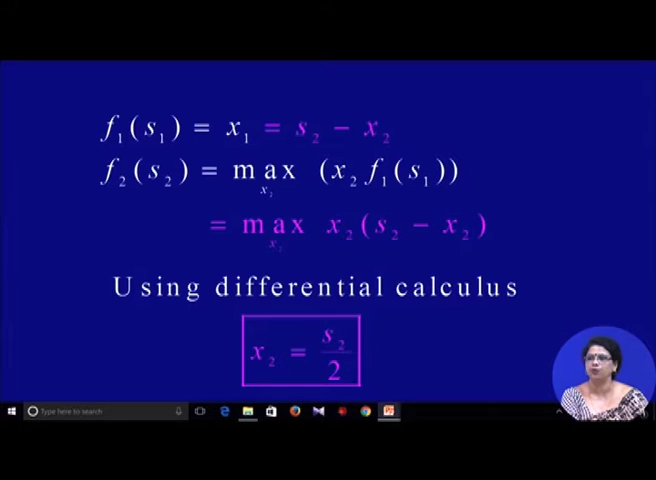 f₁(s₁) = x₁ = s₂ − x₂
f₂(s₂) = max (x₂ f₁(s₁))
x₂
= max x₂(s₂ − x₂)
x₂
Using differential calculus
x₂ = s₂/2
Type here to search